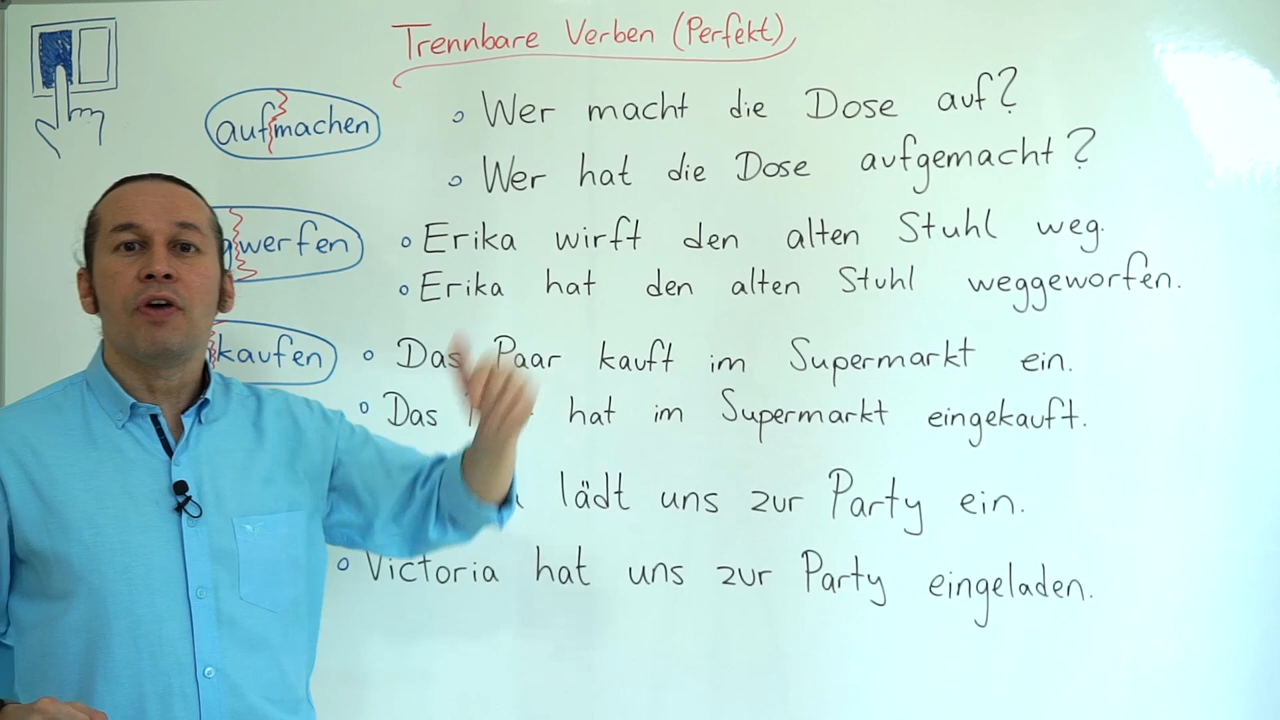 Trennbare Verben (Perfekt)
aufmachen
Wer macht die Dose auf?
Wer hat die Dose aufgemacht?
werfen
Erika wirft den alten Stuhl weg.
Erika hat den alten Stuhl weggeworfen.
kaufen
Das Paar kauft im Supermarkt ein.
Das hat im Supermarkt eingekauft.
lädt uns zur Party ein.
Victoria hat uns zur Party eingeladen.